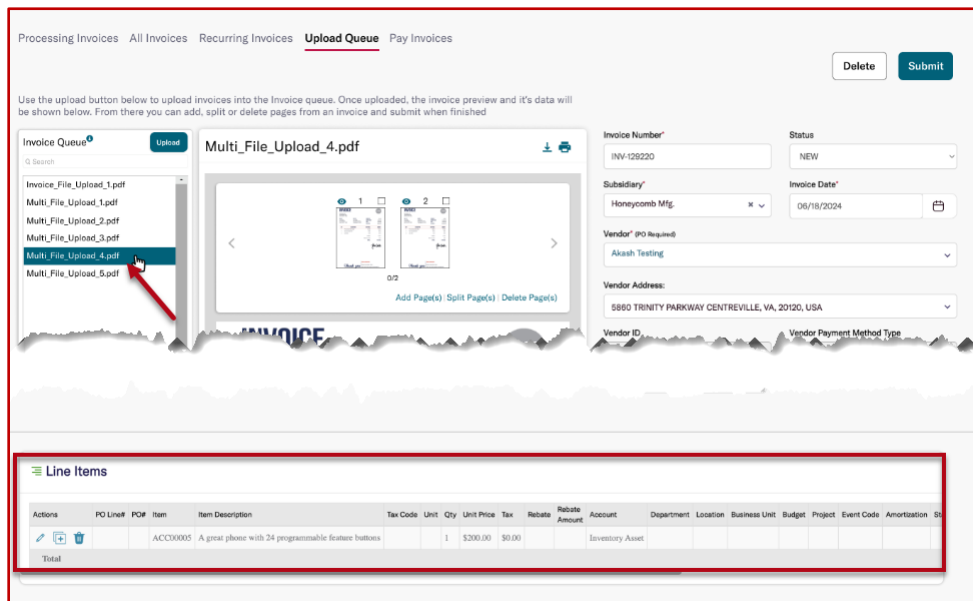 Processing Invoices All Invoices Recurring Invoices Upload Queue Pay Invoices
Delete Submit
Use the upload button below to upload invoices into the Invoice queue. Once uploaded, the invoice preview and it's data will
be shown below. From there you can add, split or delete pages from an invoice and submit when finished
Invoice Queue Upload
Search
Invoice_File_Upload_1.pdf
Multi_File_Upload_1.pdf
Multi_File_Upload_2.pdf
Multi_File_Upload_3.pdf
Multi_File_Upload_4.pdf
Multi_File_Upload_5.pdf
Multi_File_Upload_4.pdf
1 2
0/2
Add Page(s) | Split Page(s) | Delete Page(s)
INVOICE
Invoice Number* Status
INV-129220 NEW
Subsidiary* Invoice Date*
Honeycomb Mfg. 06/18/2024
Vendor* (PO Required)
Akash Testing
Vendor Address:
5860 TRINITY PARKWAY CENTREVILLE, VA, 20120, USA
Vendor ID Vendor Payment Method Type
Line Items
Actions PO Line# PO# Item Item Description Tax Code Unit Qty Unit Price Tax Rebate Rebate Amount Account Department Location Business Unit Budget Project Event Code Amortization
ACC00005 A great phone with 24 programmable feature buttons 1 $200.00 $0.00 Inventory Asset
Total